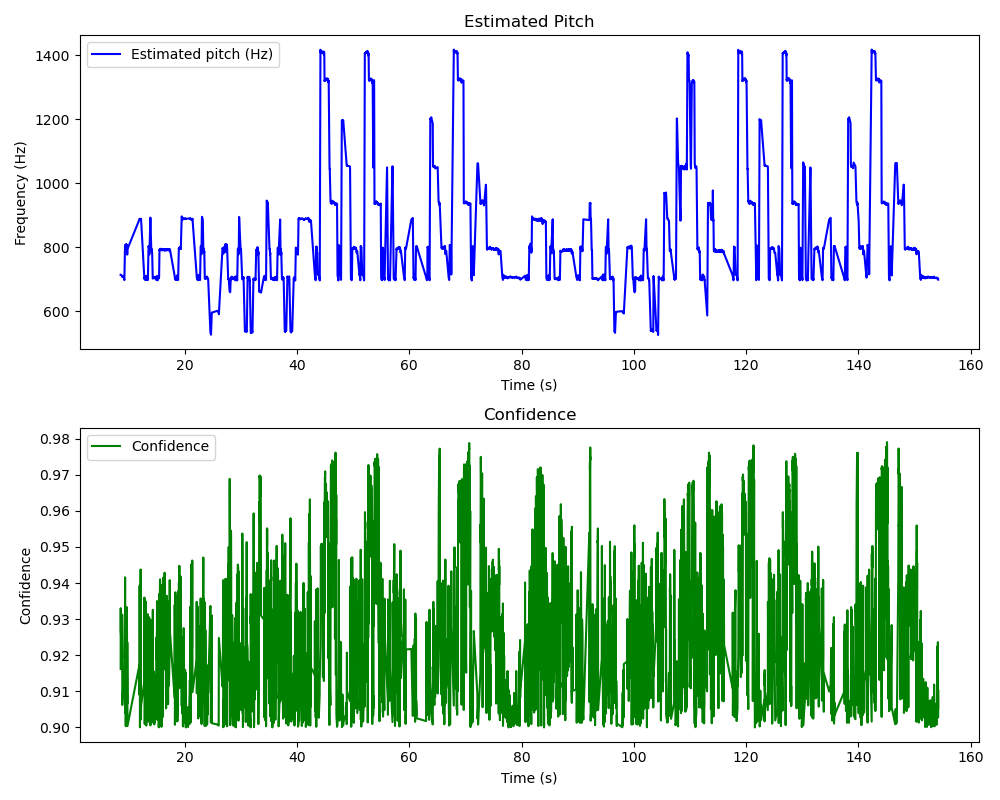 Estimated Pitch
Estimated pitch (Hz)
1400
1200
1000
800
600
Frequency (Hz)
20 40 60 80 100 120 140 160
Time (s)
Confidence
Confidence
0.98
0.97
0.96
0.95
0.94
0.93
0.92
0.91
0.90
Confidence
20 40 60 80 100 120 140 160
Time (s)